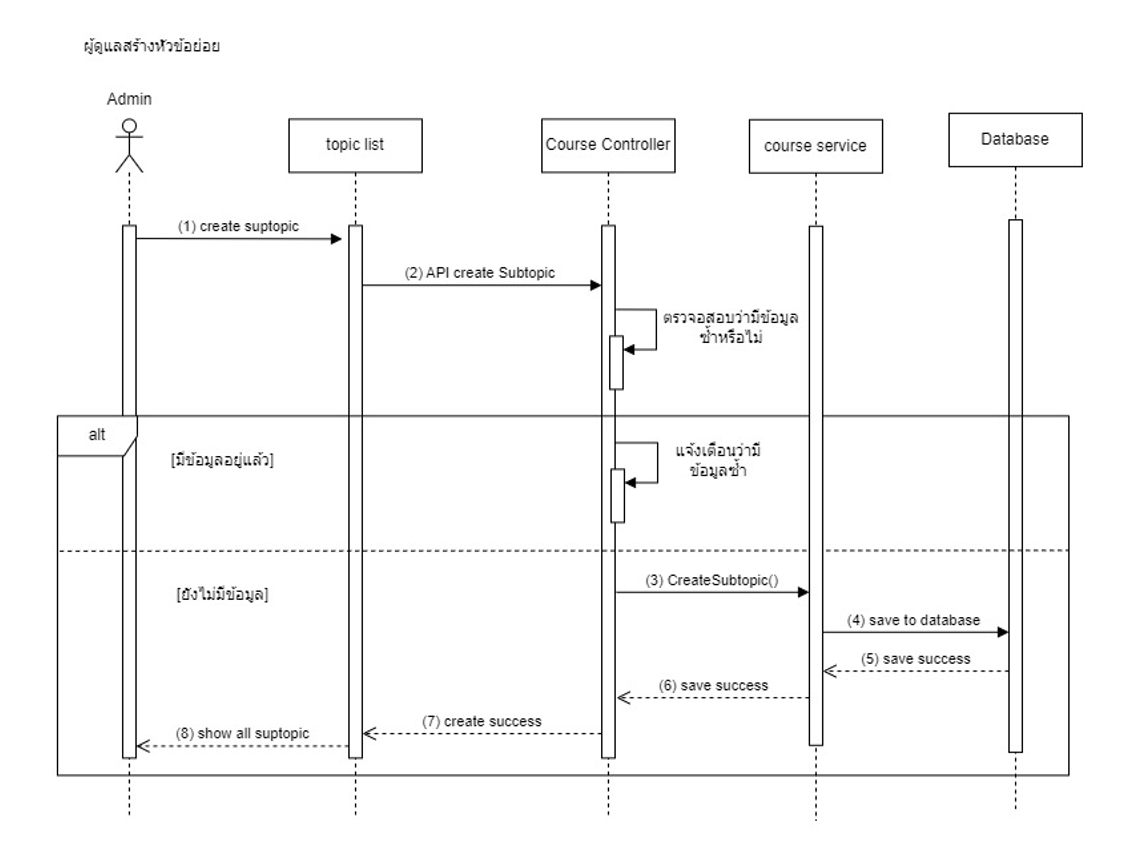 ผู้ดูแลสร้างหัวข้อย่อย
Admin
topic list
Course Controller
course service
Database
(1) create suptopic
(2) API create Subtopic
ตรวจอสอบว่ามีข้อมูล
ซ้ำหรือไม่
alt
[มีข้อมูลอยู่แล้ว]
แจ้งเตือนว่ามี
ข้อมูลซ้ำ
[ยังไม่มีข้อมูล]
(3) CreateSubtopic()
(4) save to database
(5) save success
(6) save success
(7) create success
(8) show all suptopic